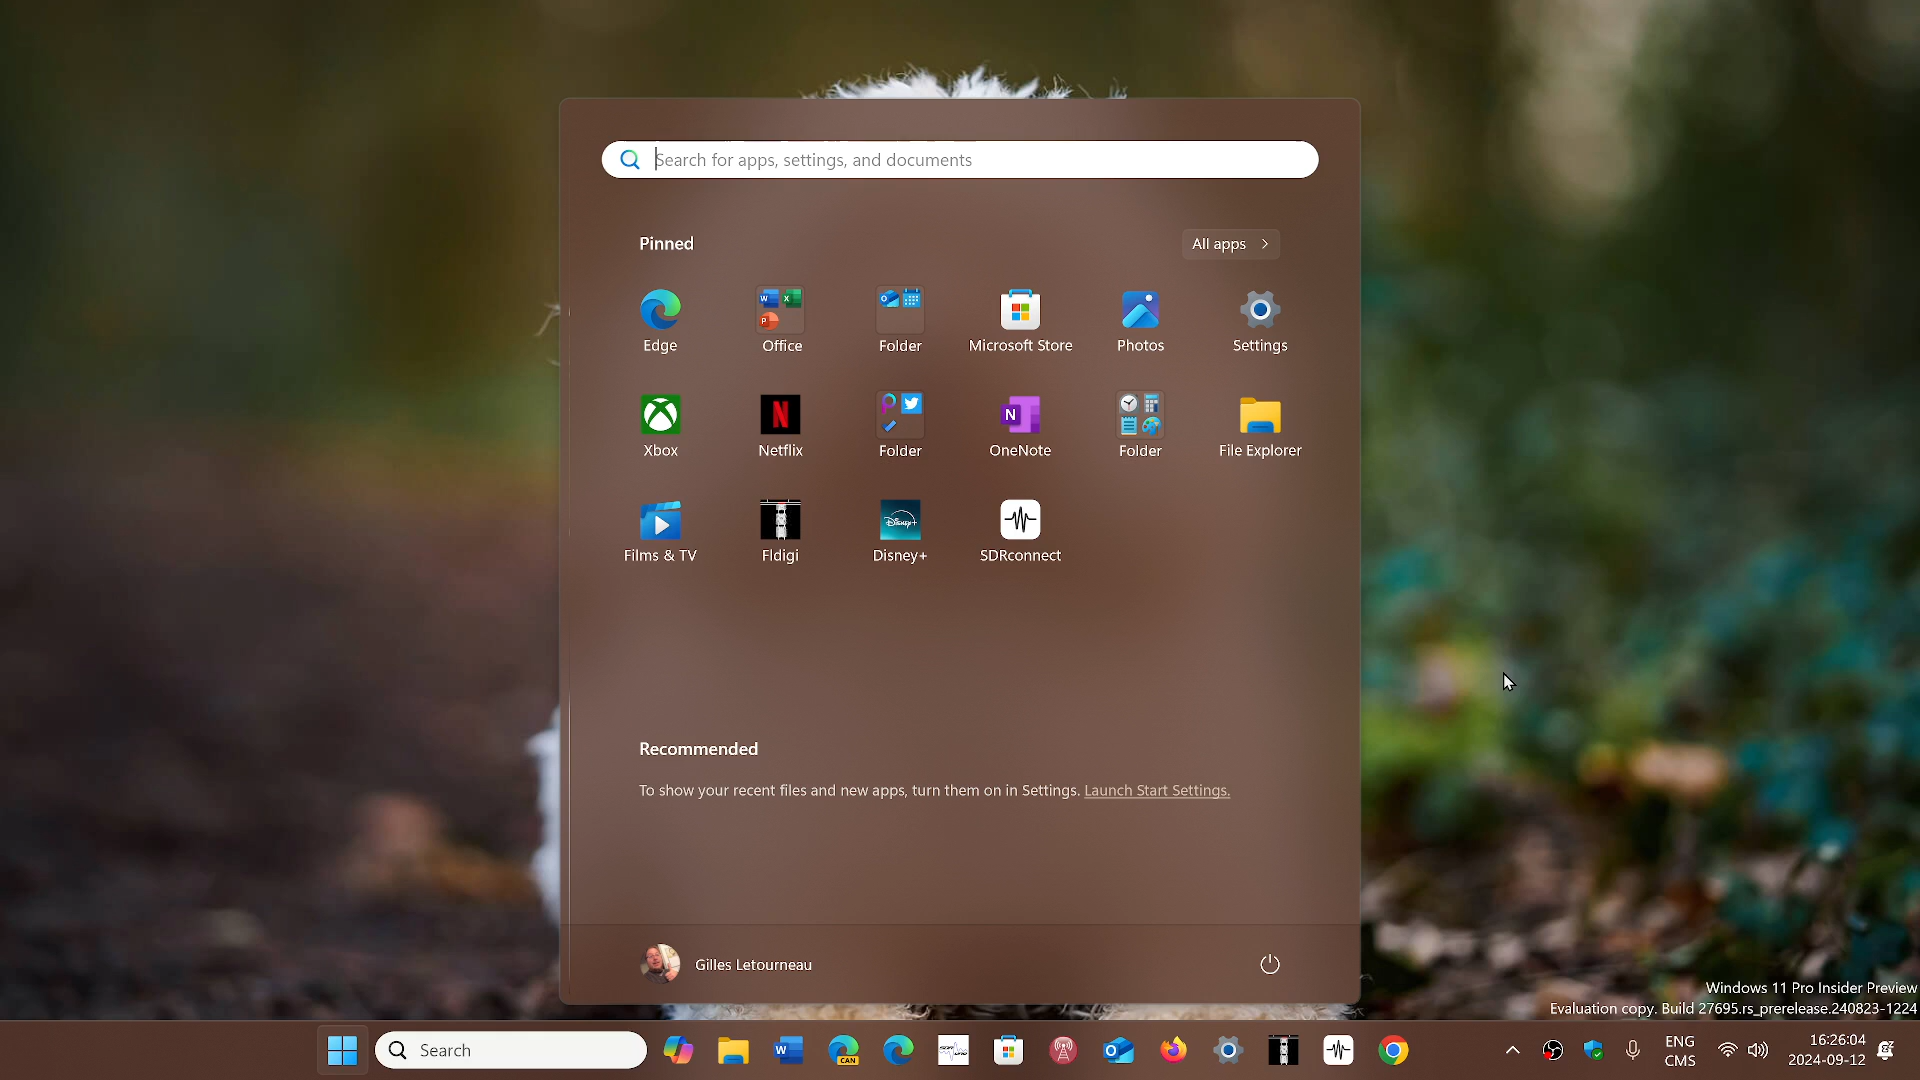 Search for apps, settings, and documents
Pinned
All apps
Edge
Office
Folder
Microsoft Store
Photos
Settings
Xbox
Netflix
Folder
OneNote
Folder
File Explorer
Films & TV
Fldigi
Disney+
SDRconnect
Recommended
To show your recent files and new apps, turn them on in Settings. Launch Start Settings.
Gilles Letourneau
Windows 11 Pro Insider Preview
Evaluation copy. Build 27695.rs_prerelease.240823-1224
Search
CAN
ENG
CMS
16:26:04
2024-09-12